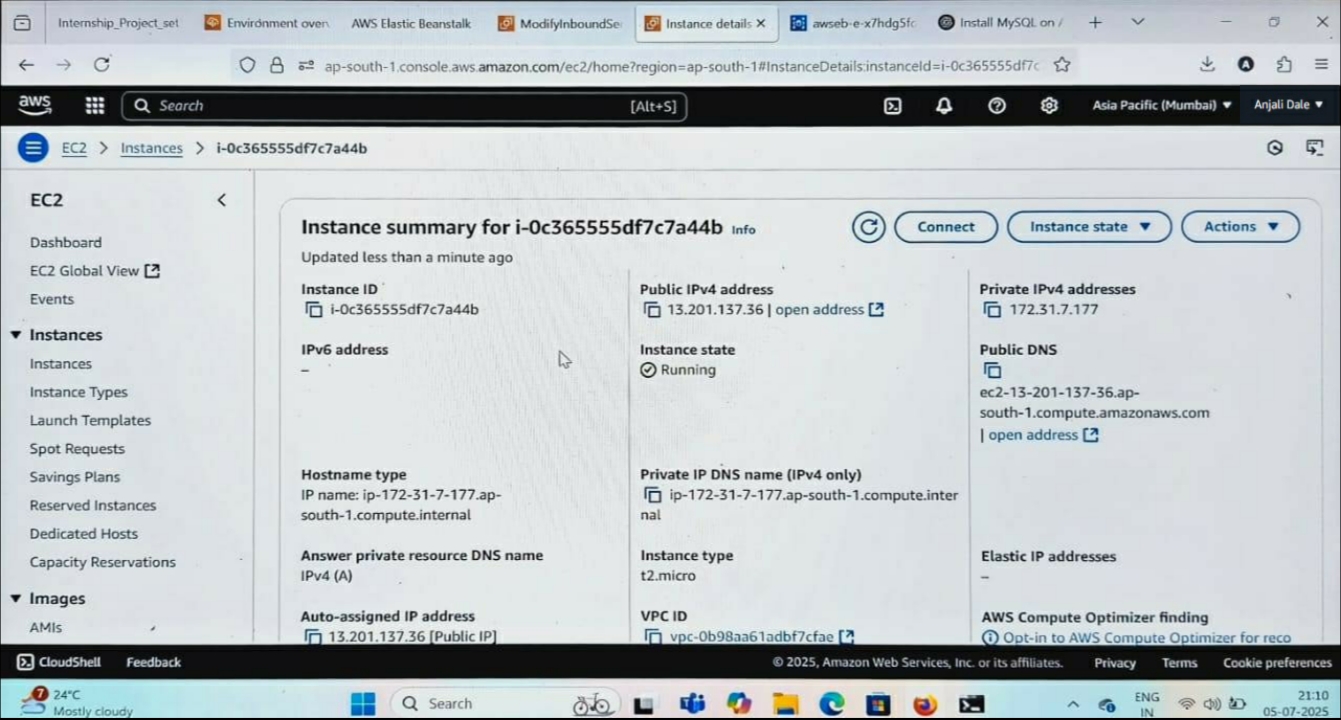 Internship_Project_set
Environment over
AWS Elastic Beanstalk
ModifyInboundSe
Instance details
awseb-e-x7hdg5fc
Install MySQL on
ap-south-1.console.aws.amazon.com/ec2/home?region=ap-south-1#InstanceDetails:instanceId=i-0c365555df7c
aws
Search
[Alt+S]
Asia Pacific (Mumbai)
Anjali Dale
EC2 > Instances > i-0c365555df7c7a44b
EC2
Dashboard
EC2 Global View
Events
Instances
Instances
Instance Types
Launch Templates
Spot Requests
Savings Plans
Reserved Instances
Dedicated Hosts
Capacity Reservations
Images
AMIs
Instance summary for i-0c365555df7c7a44b Info
Updated less than a minute ago
Connect
Instance state
Actions
Instance ID
i-0c365555df7c7a44b
Public IPv4 address
13.201.137.36 | open address
Private IPv4 addresses
172.31.7.177
IPv6 address
–
Instance state
Running
Public DNS
ec2-13-201-137-36.ap-
south-1.compute.amazonaws.com
| open address
Hostname type
IP name: ip-172-31-7-177.ap-
south-1.compute.internal
Private IP DNS name (IPv4 only)
ip-172-31-7-177.ap-south-1.compute.inter
nal
Answer private resource DNS name
IPv4 (A)
Instance type
t2.micro
Elastic IP addresses
–
Auto-assigned IP address
13.201.137.36 [Public IP]
VPC ID
vpc-0b98aa61adbf7cfae
AWS Compute Optimizer finding
Opt-in to AWS Compute Optimizer for reco
CloudShell
Feedback
© 2025, Amazon Web Services, Inc. or its affiliates.
Privacy
Terms
Cookie preferences
7
24°C
Mostly cloudy
Search
ENG
IN
21:10
05-07-2025